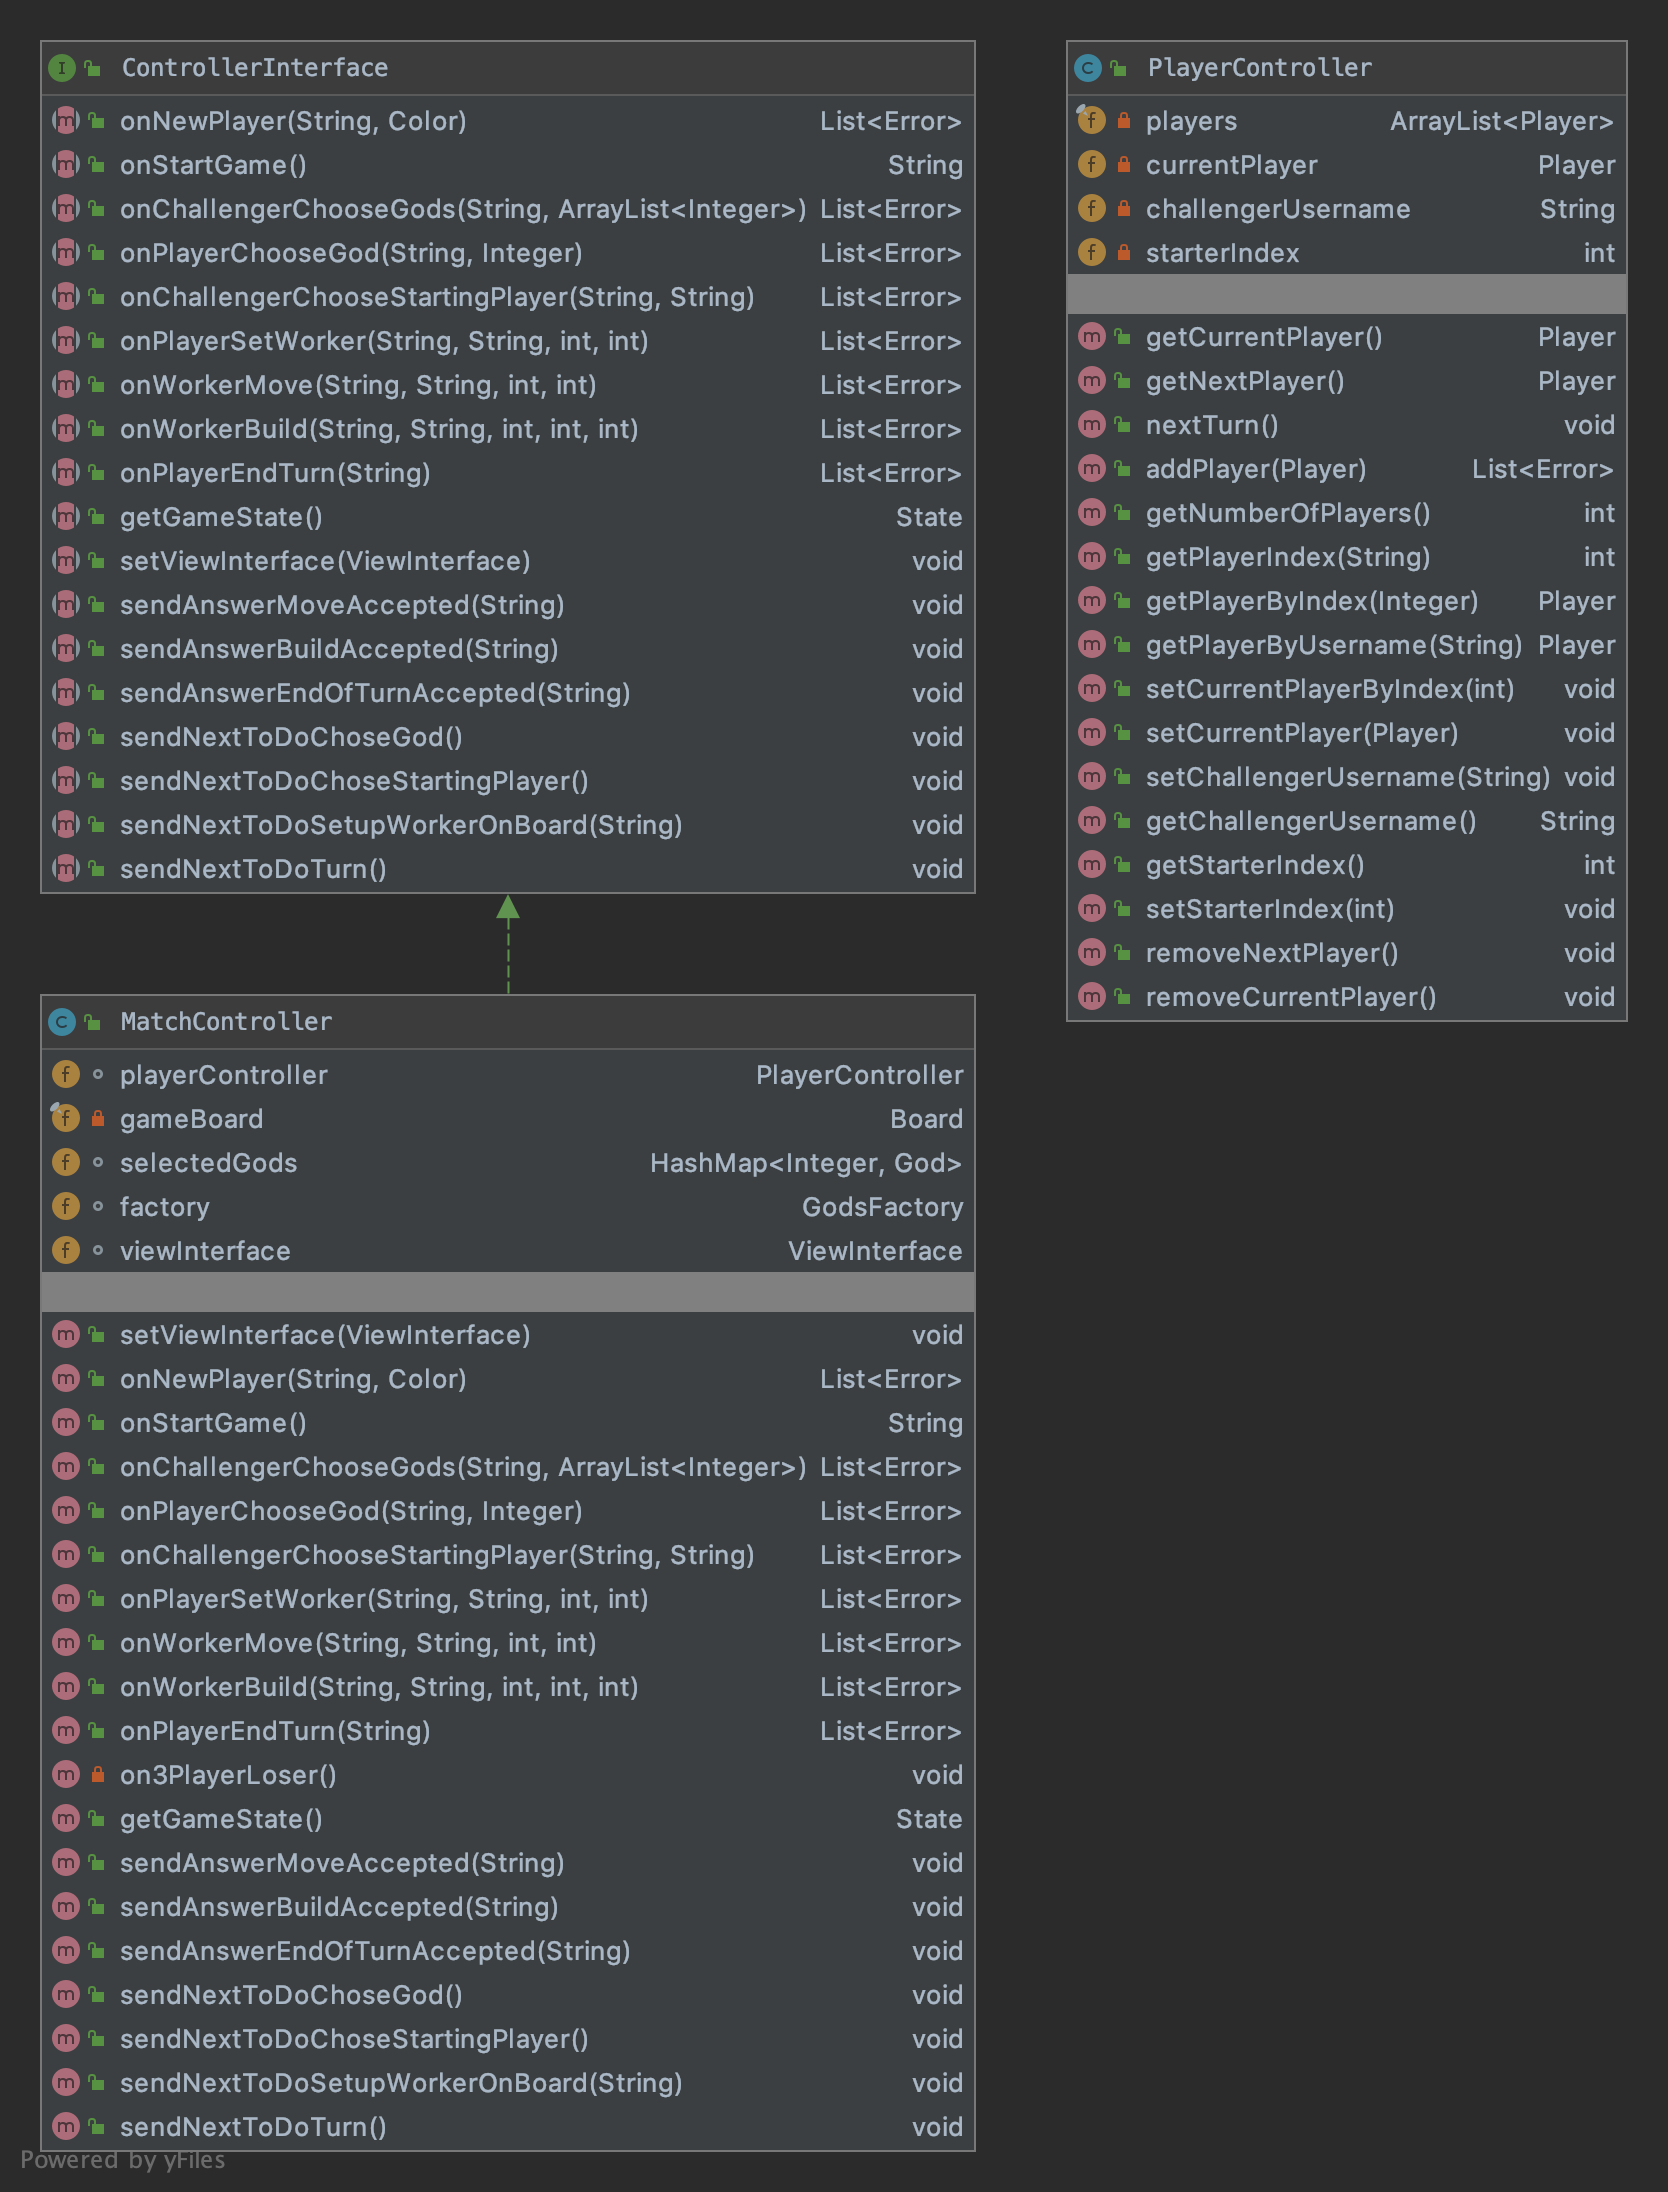 ControllerInterface
onNewPlayer(String, Color) List<Error>
onStartGame() String
onChallengerChooseGods(String, ArrayList<Integer>) List<Error>
onPlayerChooseGod(String, Integer) List<Error>
onChallengerChooseStartingPlayer(String, String) List<Error>
onPlayerSetWorker(String, String, int, int) List<Error>
onWorkerMove(String, String, int, int) List<Error>
onWorkerBuild(String, String, int, int, int) List<Error>
onPlayerEndTurn(String) List<Error>
getGameState() State
setViewInterface(ViewInterface) void
sendAnswerMoveAccepted(String) void
sendAnswerBuildAccepted(String) void
sendAnswerEndOfTurnAccepted(String) void
sendNextToDoChoseGod() void
sendNextToDoChoseStartingPlayer() void
sendNextToDoSetupWorkerOnBoard(String) void
sendNextToDoTurn() void
MatchController
playerController PlayerController
gameBoard Board
selectedGods HashMap<Integer, God>
factory GodsFactory
viewInterface ViewInterface
setViewInterface(ViewInterface) void
onNewPlayer(String, Color) List<Error>
onStartGame() String
onChallengerChooseGods(String, ArrayList<Integer>) List<Error>
onPlayerChooseGod(String, Integer) List<Error>
onChallengerChooseStartingPlayer(String, String) List<Error>
onPlayerSetWorker(String, String, int, int) List<Error>
onWorkerMove(String, String, int, int) List<Error>
onWorkerBuild(String, String, int, int, int) List<Error>
onPlayerEndTurn(String) List<Error>
on3PlayerLoser() void
getGameState() State
sendAnswerMoveAccepted(String) void
sendAnswerBuildAccepted(String) void
sendAnswerEndOfTurnAccepted(String) void
sendNextToDoChoseGod() void
sendNextToDoChoseStartingPlayer() void
sendNextToDoSetupWorkerOnBoard(String) void
sendNextToDoTurn() void
PlayerController
players ArrayList<Player>
currentPlayer Player
challengerUsername String
starterIndex int
getCurrentPlayer() Player
getNextPlayer() Player
nextTurn() void
addPlayer(Player) List<Error>
getNumberOfPlayers() int
getPlayerIndex(String) int
getPlayerByIndex(Integer) Player
getPlayerByUsername(String) Player
setCurrentPlayerByIndex(int) void
setCurrentPlayer(Player) void
setChallengerUsername(String) void
getChallengerUsername() String
getStarterIndex() int
setStarterIndex(int) void
removeNextPlayer() void
removeCurrentPlayer() void
Powered by yFiles